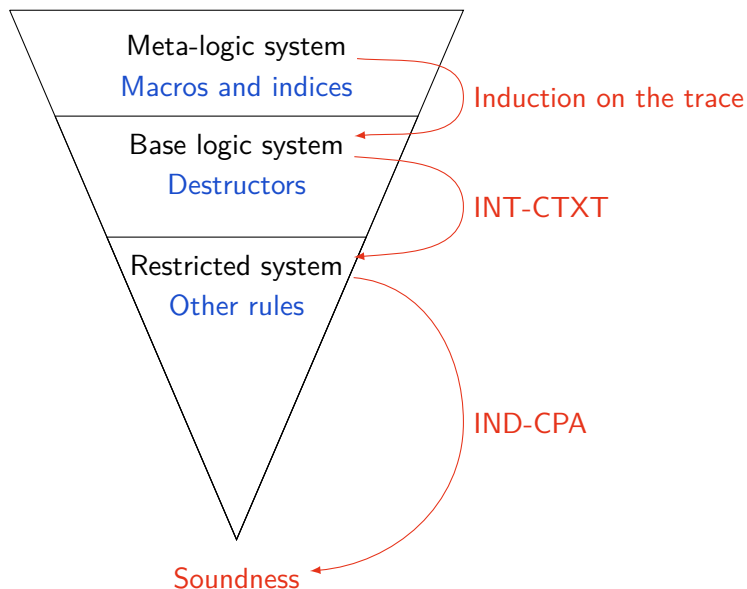 Meta-logic system
Macros and indices
Induction on the trace
Base logic system
Destructors
INT-CTXT
Restricted system
Other rules
IND-CPA
Soundness